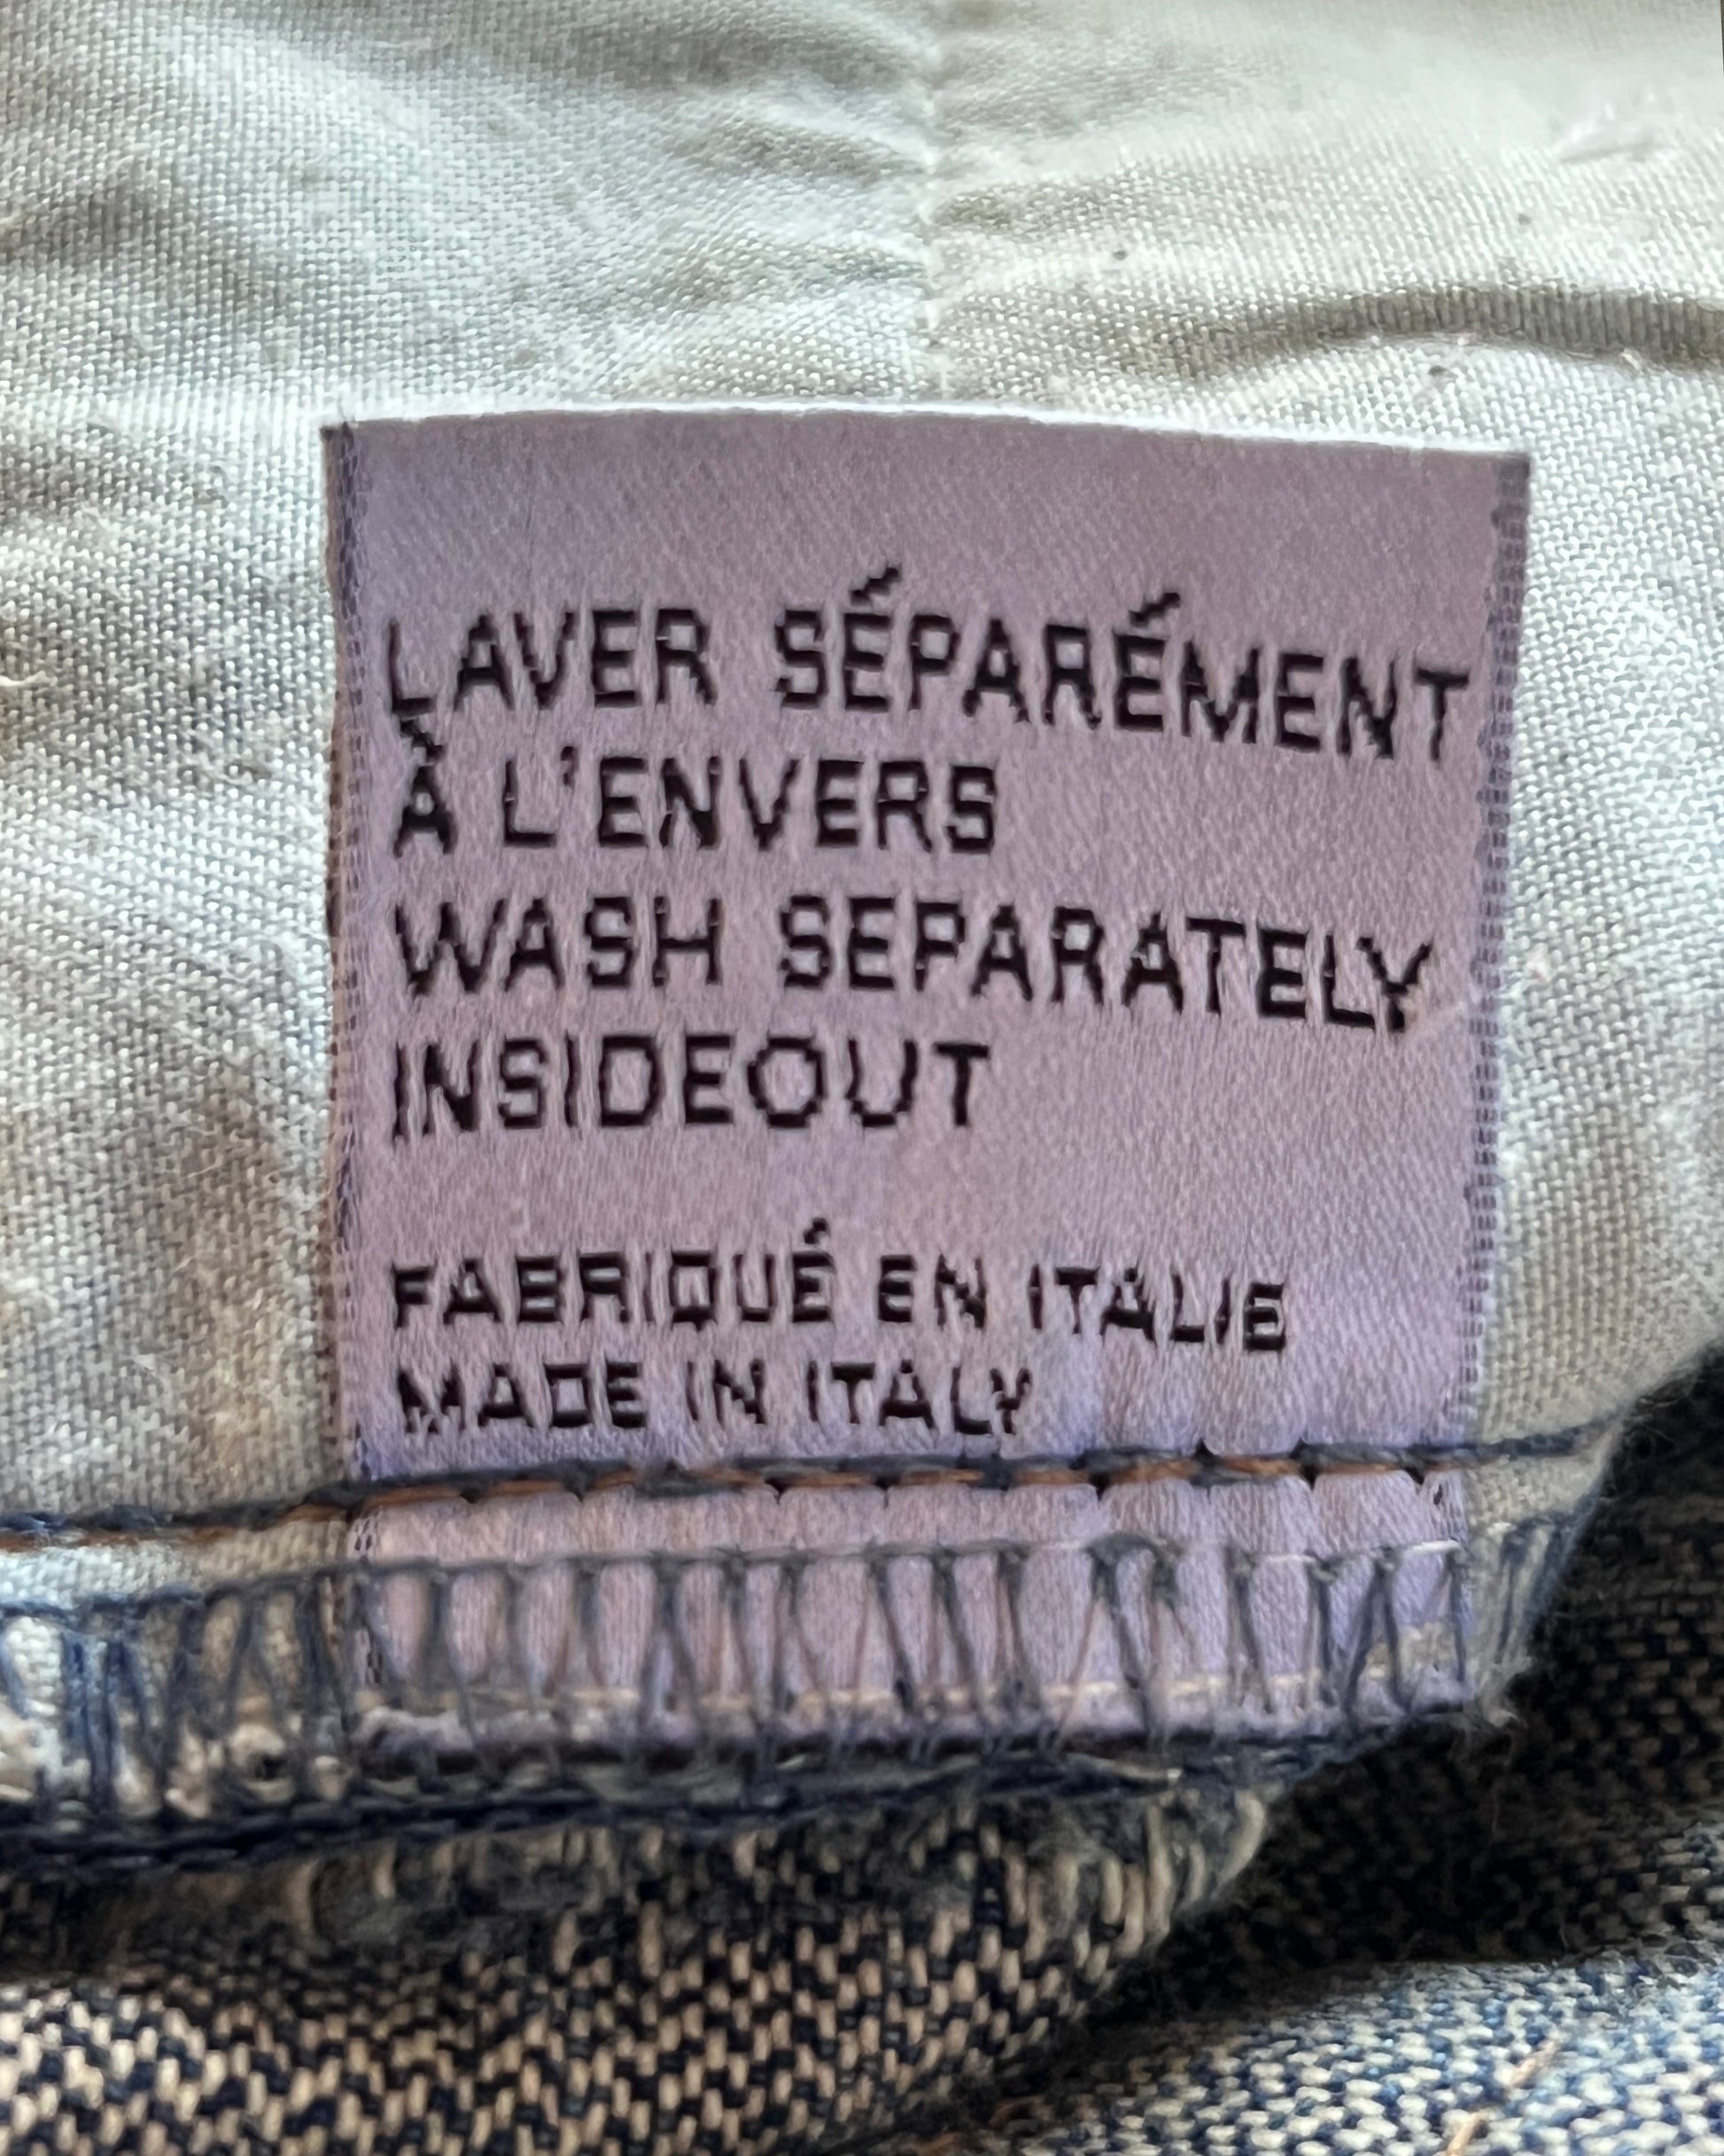 LAVER SÉPARÉMENT
À L'ENVERS
WASH SEPARATELY
INSIDEOUT
FABRIQUÉ EN ITALIE
MADE IN ITALY